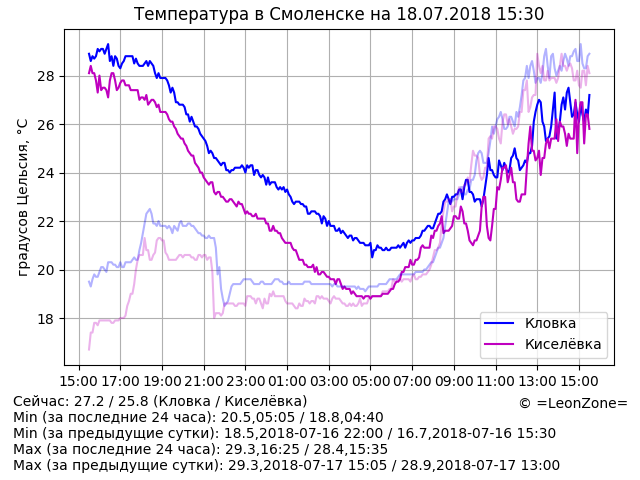 Температура в Смоленске на 18.07.2018 15:30
градусов Цельсия, °C
28
26
24
22
20
18
Кловка
Киселёвка
15:00 17:00 19:00 21:00 23:00 01:00 03:00 05:00 07:00 09:00 11:00 13:00 15:00
Сейчас: 27.2 / 25.8 (Кловка / Киселёвка)
© =LeonZone=
Min (за последние 24 часа): 20.5,05:05 / 18.8,04:40
Min (за предыдущие сутки): 18.5,2018-07-16 22:00 / 16.7,2018-07-16 15:30
Max (за последние 24 часа): 29.3,16:25 / 28.4,15:35
Max (за предыдущие сутки): 29.3,2018-07-17 15:05 / 28.9,2018-07-17 13:00